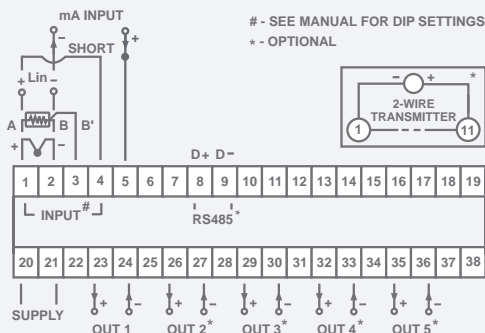 mA INPUT
# - SEE MANUAL FOR DIP SETTINGS
* - OPTIONAL
- SHORT +
+ Lin -
A B B'
+ -
- + *
2-WIRE
TRANSMITTER
1 11
D+ D-
1 2 3 4 5 6 7 8 9 10 11 12 13 14 15 16 17 18 19
INPUT # RS485 *
20 21 22 23 24 25 26 27 28 29 30 31 32 33 34 35 36 37 38
SUPPLY + - + - + - + - + -
OUT 1 OUT 2* OUT 3* OUT 4* OUT 5*